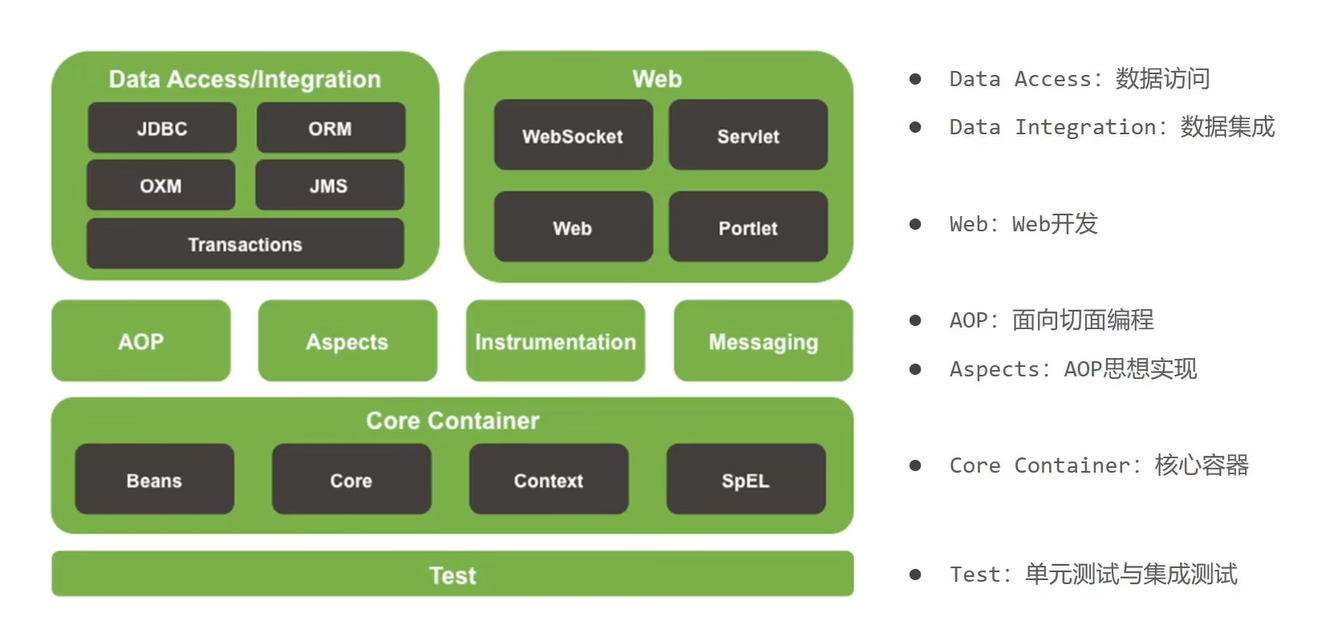 Data Access/Integration
JDBC
ORM
OXM
JMS
Transactions
Web
WebSocket
Servlet
Web
Portlet
AOP
Aspects
Instrumentation
Messaging
Core Container
Beans
Core
Context
SpEL
Test
● Data Access：数据访问
● Data Integration：数据集成
● Web：Web开发
● AOP：面向切面编程
● Aspects：AOP思想实现
● Core Container：核心容器
● Test：单元测试与集成测试